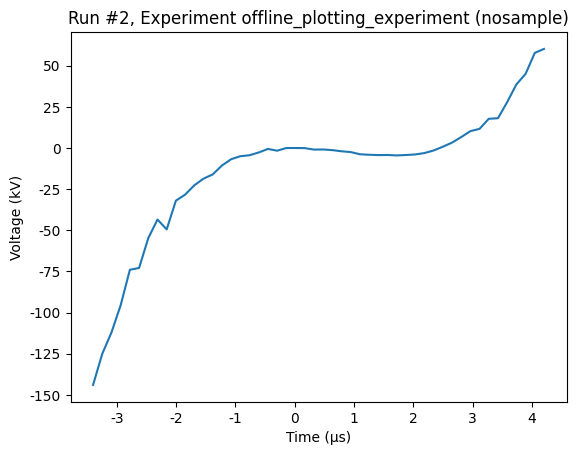 Run #2, Experiment offline_plotting_experiment (nosample)
50
25
0
-25
-50
-75
-100
-125
-150
Voltage (kV)
-3 -2 -1 0 1 2 3 4
Time (μs)